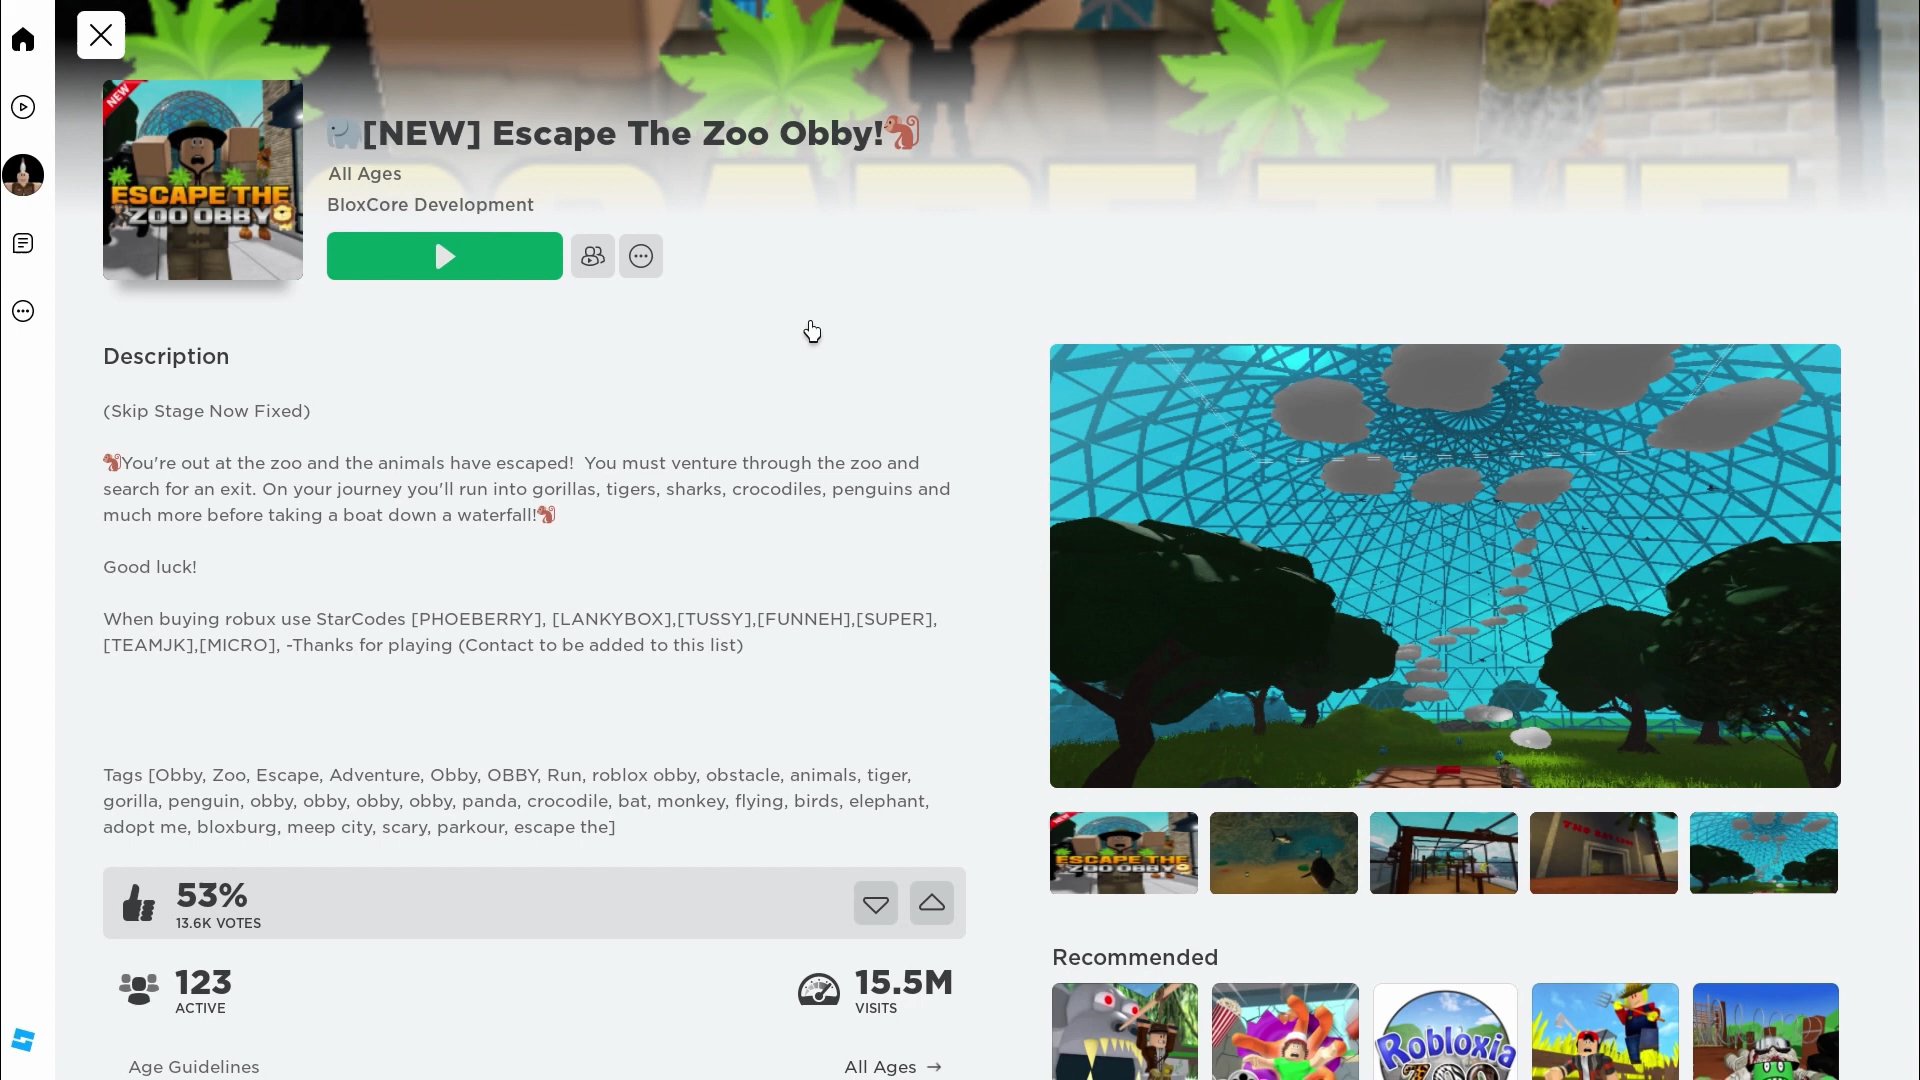 NEW
ESCAPE THE
ZOO OBBY
[NEW] Escape The Zoo Obby!
All Ages
BloxCore Development
Description
(Skip Stage Now Fixed)
You're out at the zoo and the animals have escaped!  You must venture through the zoo and
search for an exit. On your journey you'll run into gorillas, tigers, sharks, crocodiles, penguins and
much more before taking a boat down a waterfall!
Good luck!
When buying robux use StarCodes [PHOEBERRY], [LANKYBOX],[TUSSY],[FUNNEH],[SUPER],
[TEAMJK],[MICRO], -Thanks for playing (Contact to be added to this list)
Tags [Obby, Zoo, Escape, Adventure, Obby, OBBY, Run, roblox obby, obstacle, animals, tiger,
gorilla, penguin, obby, obby, obby, obby, panda, crocodile, bat, monkey, flying, birds, elephant,
adopt me, bloxburg, meep city, scary, parkour, escape the]
53%
13.6K VOTES
123
ACTIVE
15.5M
VISITS
Age Guidelines
All Ages →
ESCAPE THE
ZOO OBBY
Recommended
Robloxia
ZOO